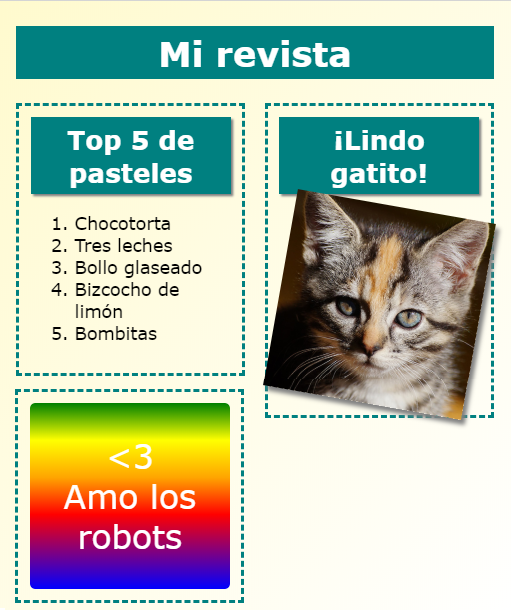 Mi revista
Top 5 de
pasteles
1. Chocotorta
2. Tres leches
3. Bollo glaseado
4. Bizcocho de
limón
5. Bombitas
¡Lindo
gatito!
<3
Amo los
robots